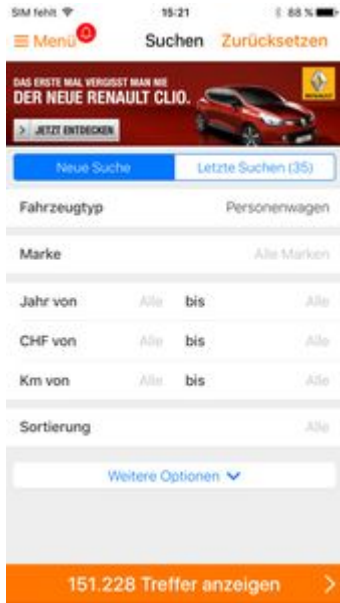 SIM fehlt 15:21 88 %
Menü Suchen Zurücksetzen
DAS ERSTE MAL VERGISST MAN NIE
DER NEUE RENAULT CLIO.
> JETZT ENTDECKEN
RENAULT
Neue Suche Letzte Suchen (35)
Fahrzeugtyp Personenwagen
Marke Alle Marken
Jahr von Alle bis Alle
CHF von Alle bis Alle
Km von Alle bis Alle
Sortierung Alle
Weitere Optionen
151.228 Treffer anzeigen